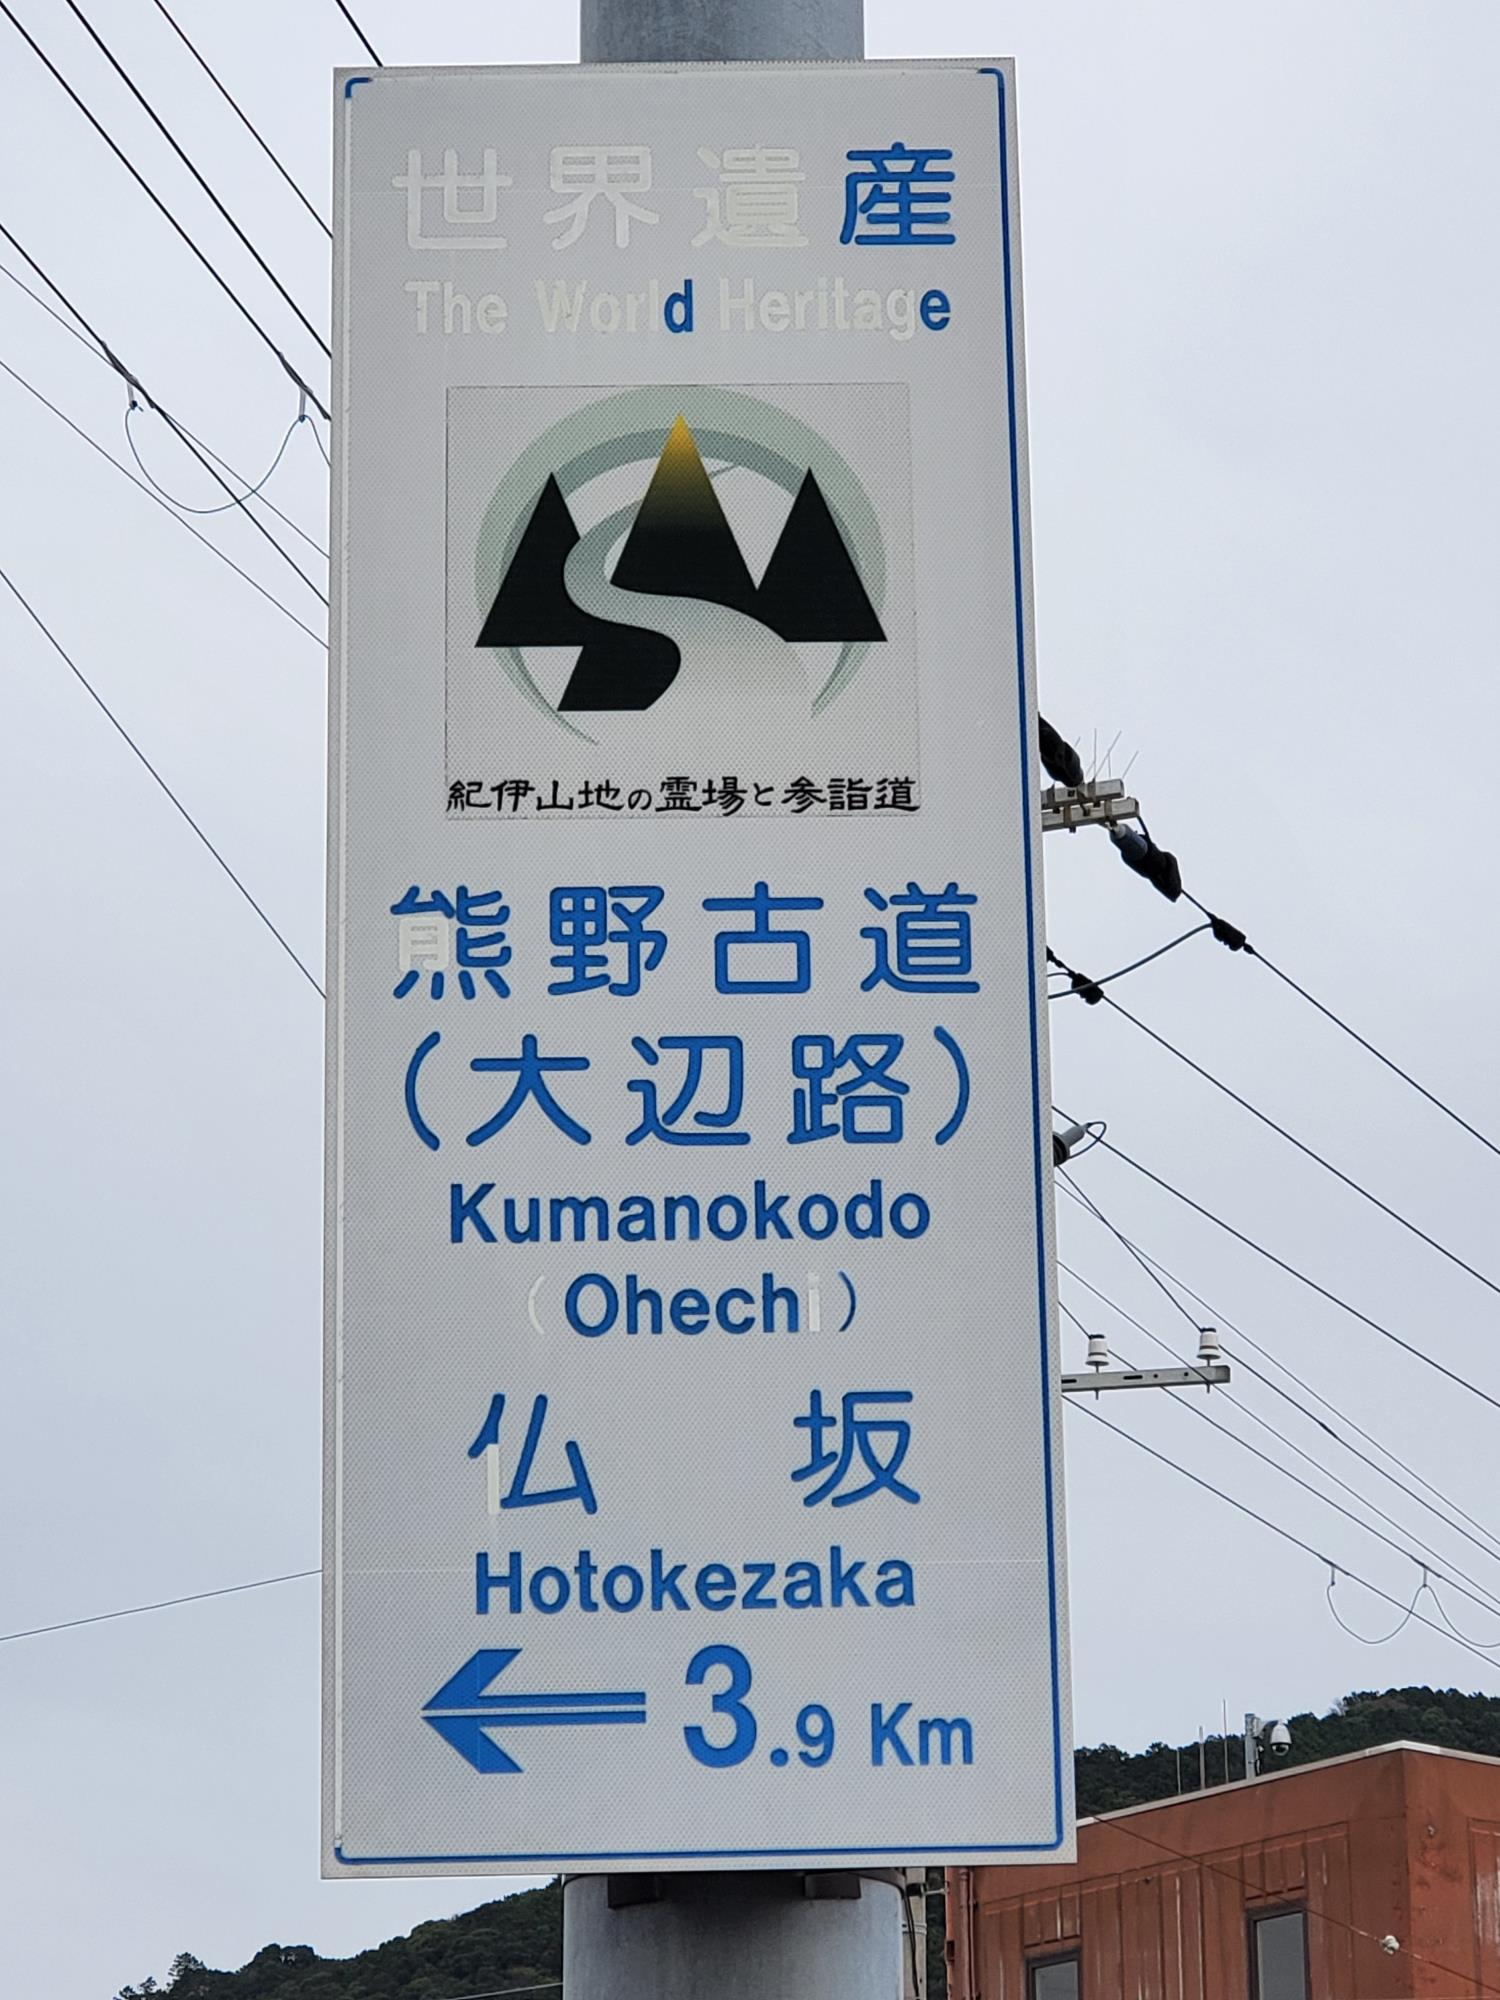 世界遺産
The World Heritage
紀伊山地の霊場と参詣道
熊野古道
(大辺路)
Kumanokodo
(Ohechi)
仏坂
Hotokezaka
← 3.9 Km